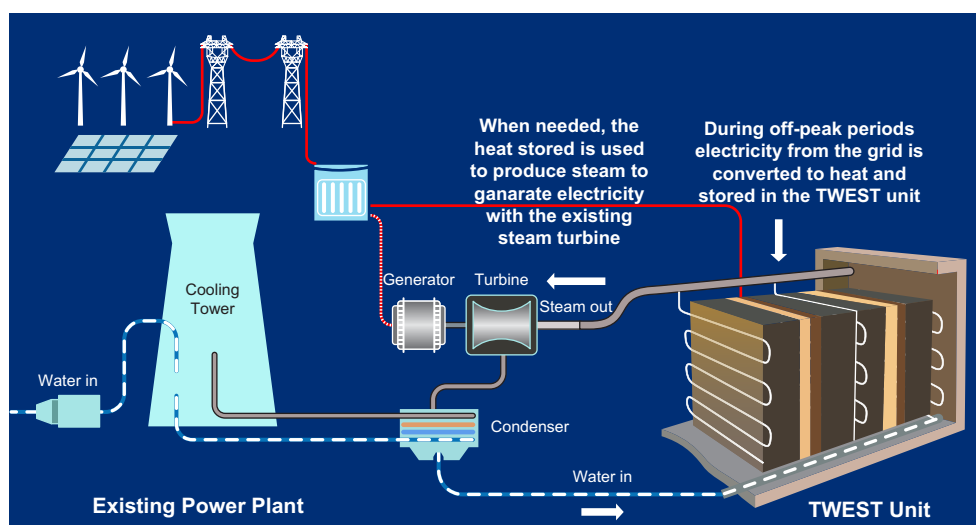 When needed, the
heat stored is used
to produce steam to
ganarate electricity
with the existing
steam turbine
During off-peak periods
electricity from the grid is
converted to heat and
stored in the TWEST unit
Generator
Turbine
Steam out
Cooling
Tower
Water in
Condenser
Water in
Existing Power Plant
TWEST Unit